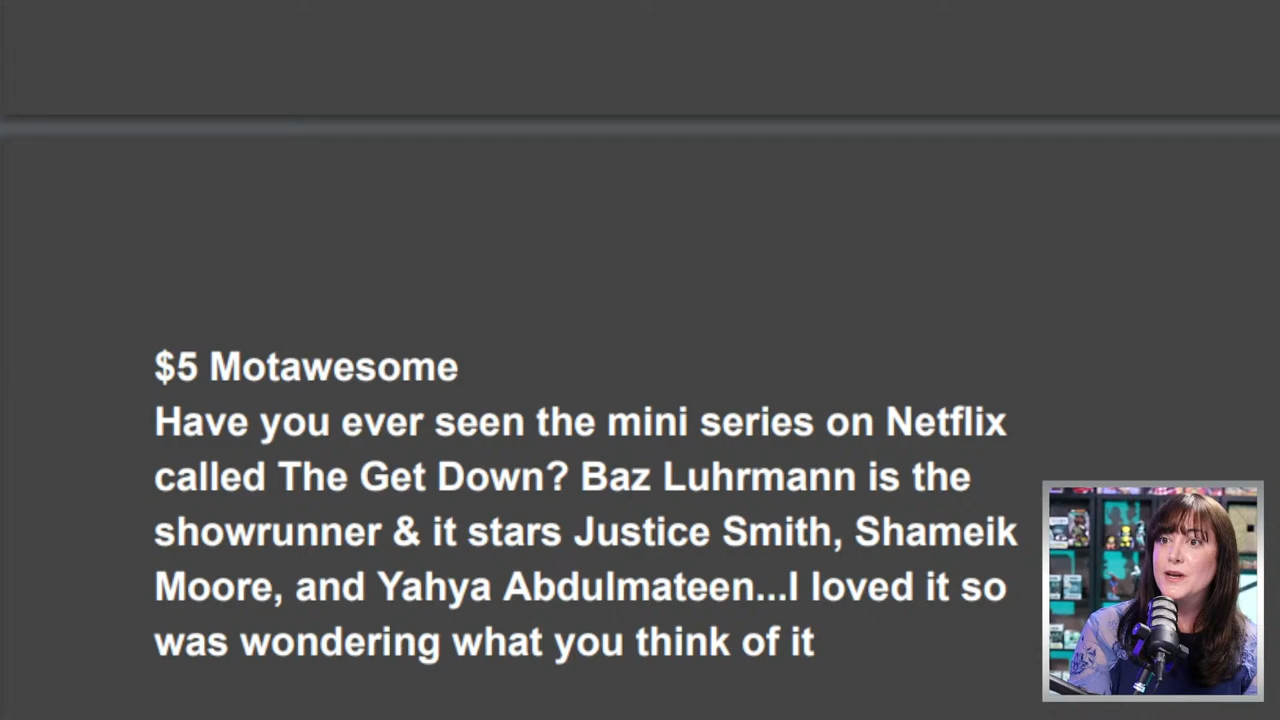 $5 Motawesome
Have you ever seen the mini series on Netflix
called The Get Down? Baz Luhrmann is the
showrunner & it stars Justice Smith, Shameik
Moore, and Yahya Abdulmateen...I loved it so
was wondering what you think of it